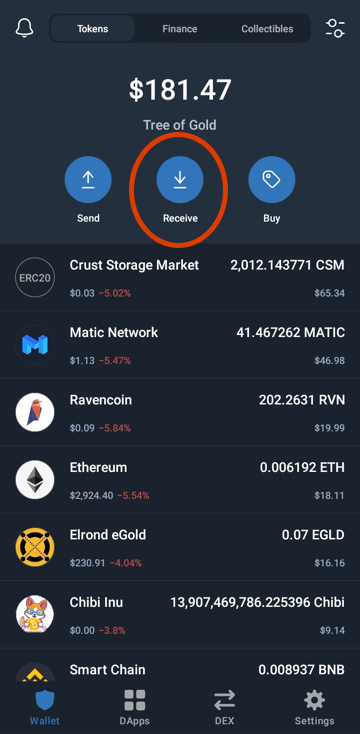 Tokens
Finance
Collectibles
$181.47
Tree of Gold
Send
Receive
Buy
ERC20
Crust Storage Market
2,012.143771 CSM
$0.03 −5.02%
$65.34
Matic Network
41.467262 MATIC
$1.13 −5.47%
$46.98
Ravencoin
202.2631 RVN
$0.09 −5.84%
$19.99
Ethereum
0.006192 ETH
$2,924.40 −5.54%
$18.11
Elrond eGold
0.07 EGLD
$230.91 −4.04%
$16.16
Chibi Inu
13,907,469,786.225396 Chibi
$0.00 −3.8%
$9.14
Smart Chain
0.008937 BNB
Wallet
DApps
DEX
Settings